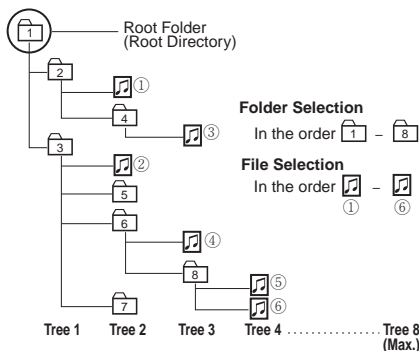 1
Root Folder
(Root Directory)
2
①
4
③
3
②
5
6
④
8
⑤
⑥
7
Folder Selection
In the order 1 – 8
File Selection
In the order –
① ⑥
Tree 1 Tree 2 Tree 3 Tree 4 .............. Tree 8
(Max.)